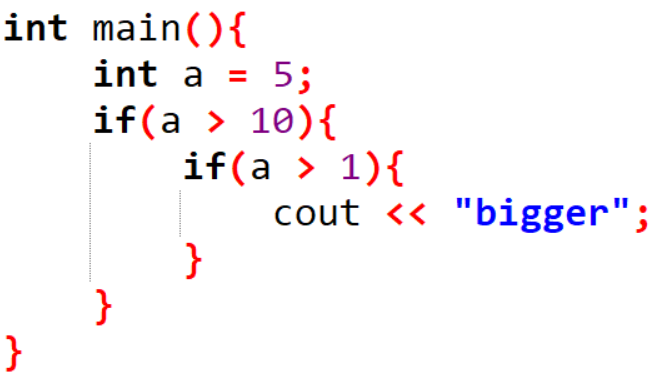 int main(){
    int a = 5;
    if(a > 10){
        if(a > 1){
            cout << "bigger";
        }
    }
}